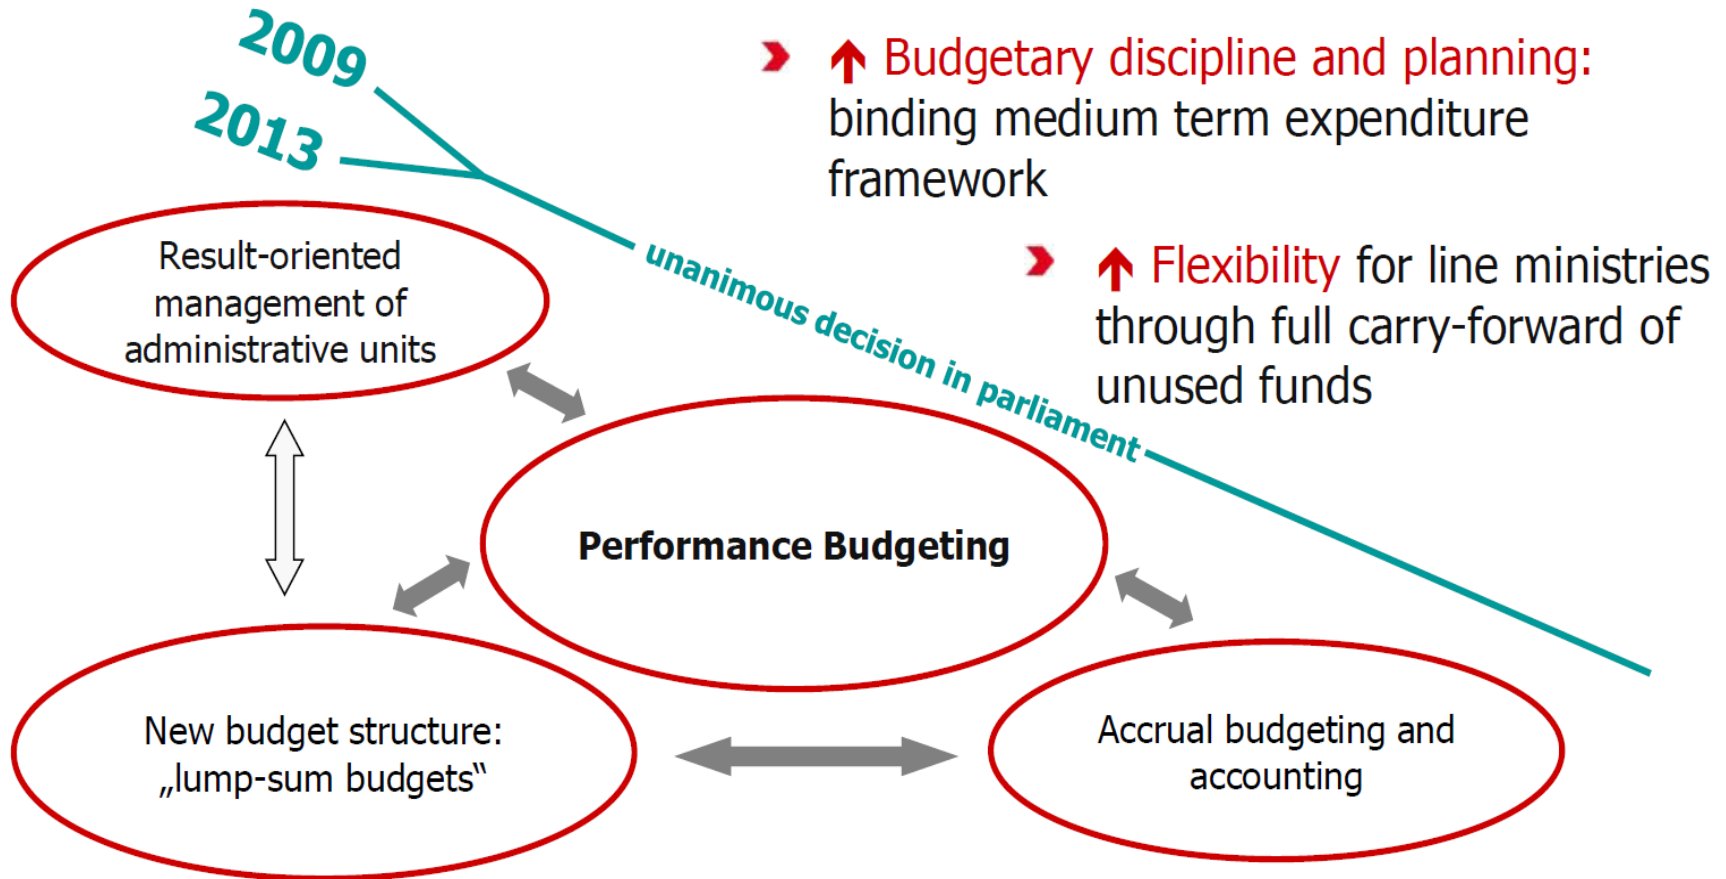 2009
2013
Budgetary discipline and planning:
binding medium term expenditure
framework
Flexibility for line ministries
through full carry-forward of
unused funds
unanimous decision in parliament
Result-oriented
management of
administrative units
Performance Budgeting
New budget structure:
„lump-sum budgets“
Accrual budgeting and
accounting